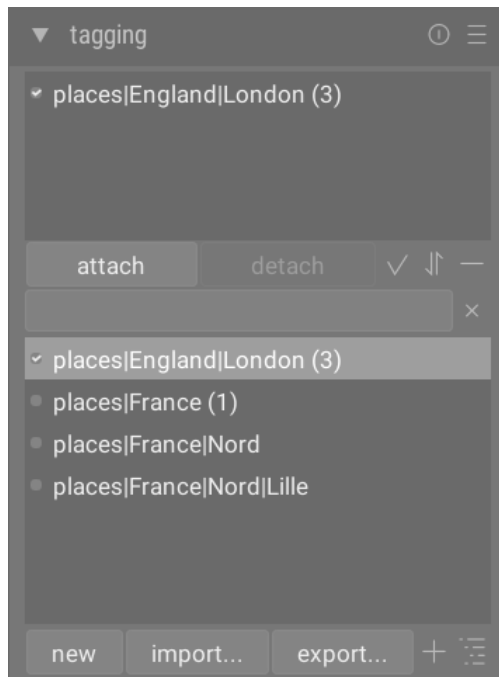 tagging
places|England|London (3)
attach detach
places|England|London (3)
places|France (1)
places|France|Nord
places|France|Nord|Lille
new import... export...